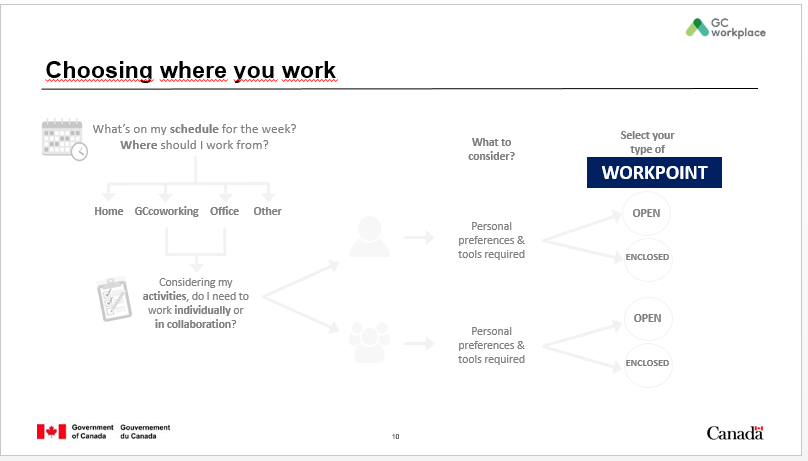 GC
workplace
Choosing where you work
What's on my schedule for the week?
Where should I work from?
Home GCcoworking Office Other
Considering my
activities, do I need to
work individually or
in collaboration?
What to
consider?
Personal
preferences &
tools required
Personal
preferences &
tools required
Select your
type of
WORKPOINT
OPEN
ENCLOSED
OPEN
ENCLOSED
Government
of Canada
Gouvernement
du Canada
10
Canada